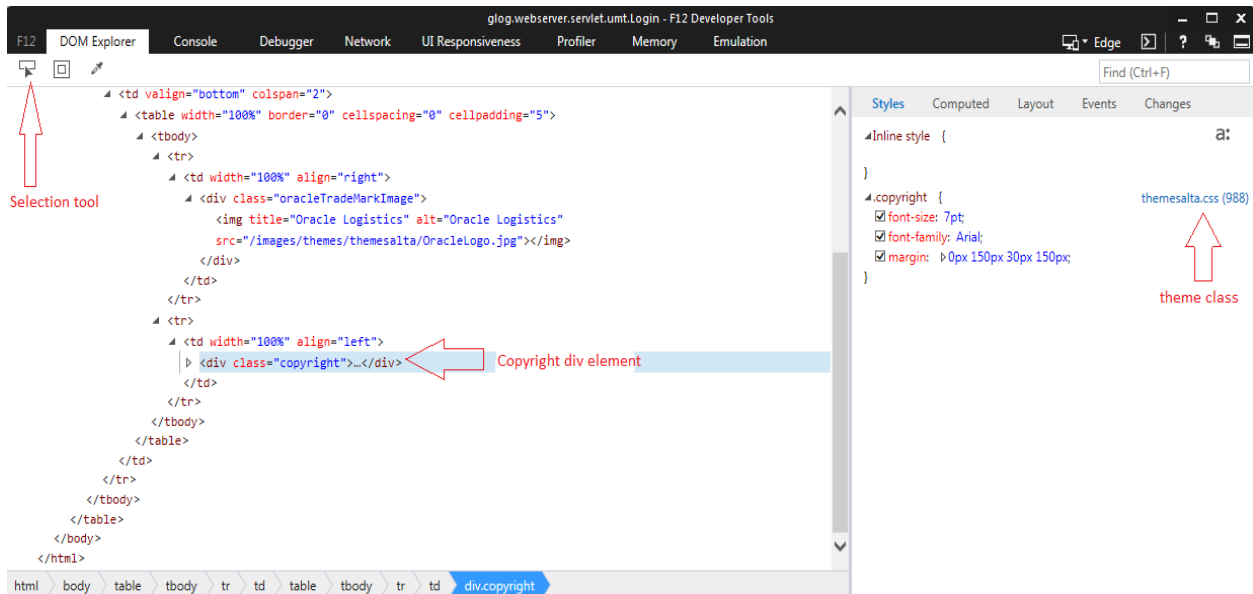 glog.webserver.servlet.umt.Login - F12 Developer Tools
F12 DOM Explorer Console Debugger Network UI Responsiveness Profiler Memory Emulation Edge ?
Find (Ctrl+F)
<td valign="bottom" colspan="2">
<table width="100%" border="0" cellspacing="0" cellpadding="5">
<tbody>
<tr>
<td width="100%" align="right">
<div class="oracleTradeMarkImage">
<img title="Oracle Logistics" alt="Oracle Logistics"
src="/images/themes/themesalta/OracleLogo.jpg"></img>
</div>
</td>
</tr>
<tr>
<td width="100%" align="left">
<div class="copyright">…</div>
</td>
</tr>
</tbody>
</table>
</td>
</tr>
</tbody>
</table>
</body>
</html>
Selection tool
Copyright div element
html body table tbody tr td table tbody tr td div.copyright
Styles Computed Layout Events Changes
Inline style {
a:
}
.copyright { themesalta.css (988)
font-size: 7pt;
font-family: Arial;
margin: 0px 150px 30px 150px;
}
theme class